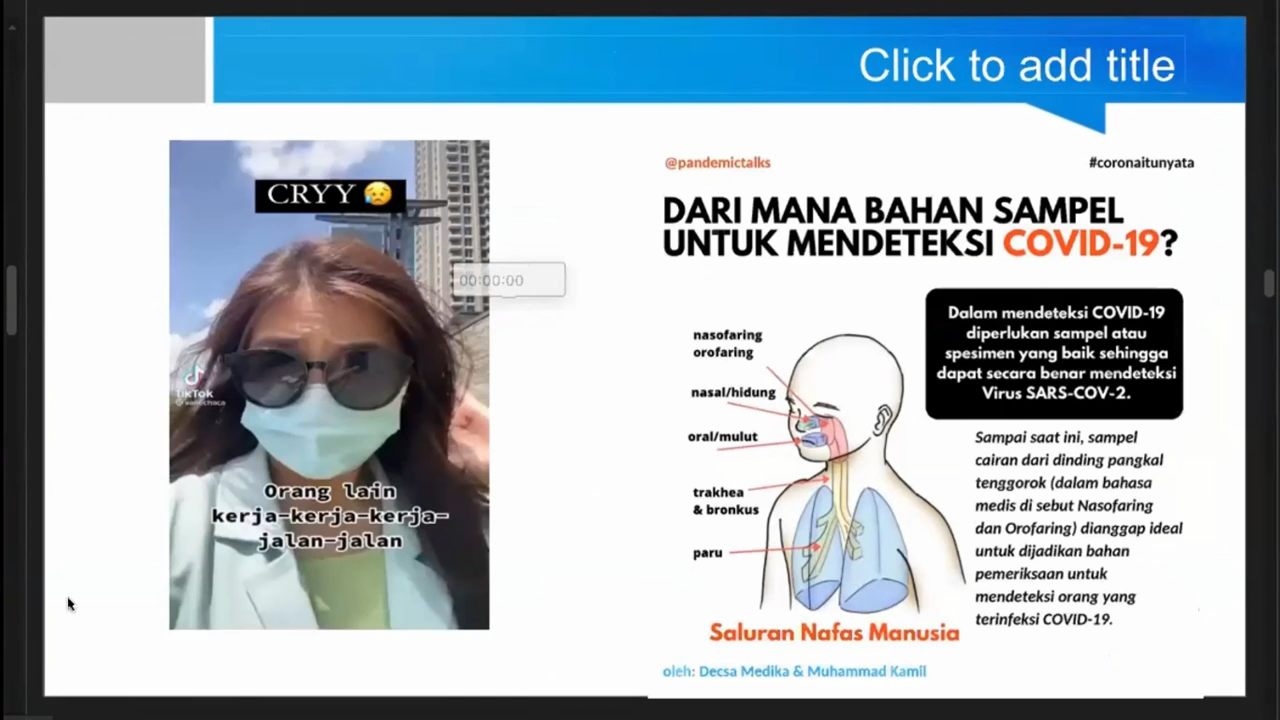 Click to add title
CRYY 😥
00:00:00
TikTok
Orang lain
kerja-kerja-kerja-
jalan-jalan
@pandemictalks
#coronaitunyata
DARI MANA BAHAN SAMPEL
UNTUK MENDETEKSI COVID-19?
nasofaring
orofaring
nasal/hidung
oral/mulut
trakhea
& bronkus
paru
Saluran Nafas Manusia
Dalam mendeteksi COVID-19
diperlukan sampel atau
spesimen yang baik sehingga
dapat secara benar mendeteksi
Virus SARS-COV-2.
Sampai saat ini, sampel
cairan dari dinding pangkal
tenggorok (dalam bahasa
medis di sebut Nasofaring
dan Orofaring) dianggap ideal
untuk dijadikan bahan
pemeriksaan untuk
mendeteksi orang yang
terinfeksi COVID-19.
oleh: Decsa Medika & Muhammad Kamil